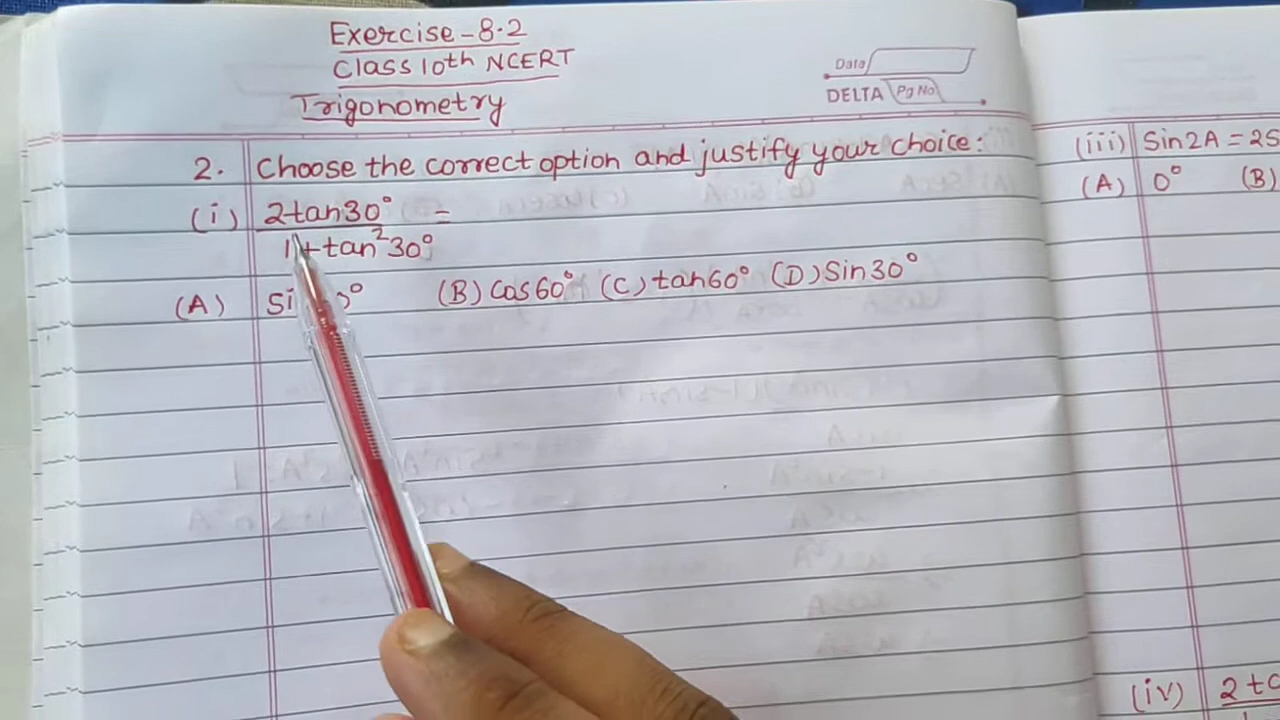 Exercise-8.2
Class 10th NCERT
Trigonometry
Data
DELTA Pg No
2. Choose the correct option and justify your choice:
(i) 2tan30° =
1+tan²30°
(A) (B) Cos60° (C) tan60° (D) Sin30°
(iii) Sin2A = 2S
(A) 0° (B)
(iv)